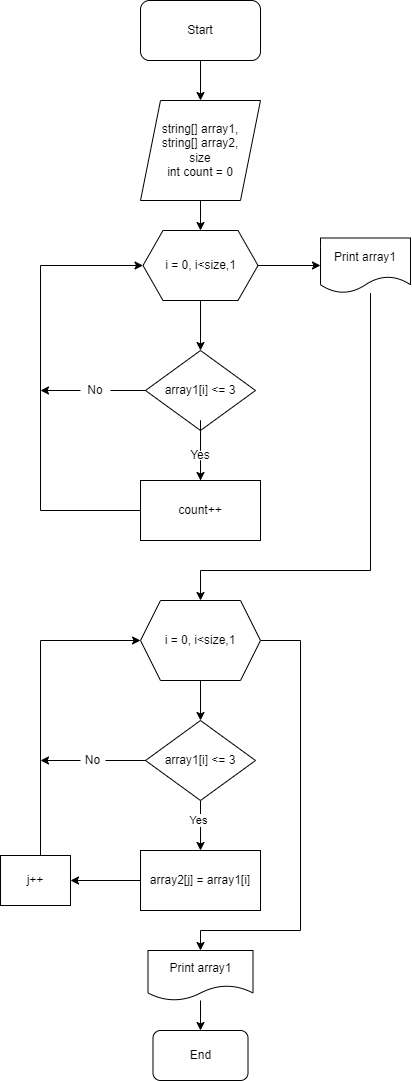 Start
string[] array1,
string[] array2,
size
int count = 0
i = 0, i<size,1
Print array1
array1[i] <= 3
No
Yes
count++
i = 0, i<size,1
array1[i] <= 3
No
Yes
array2[j] = array1[i]
j++
Print array1
End